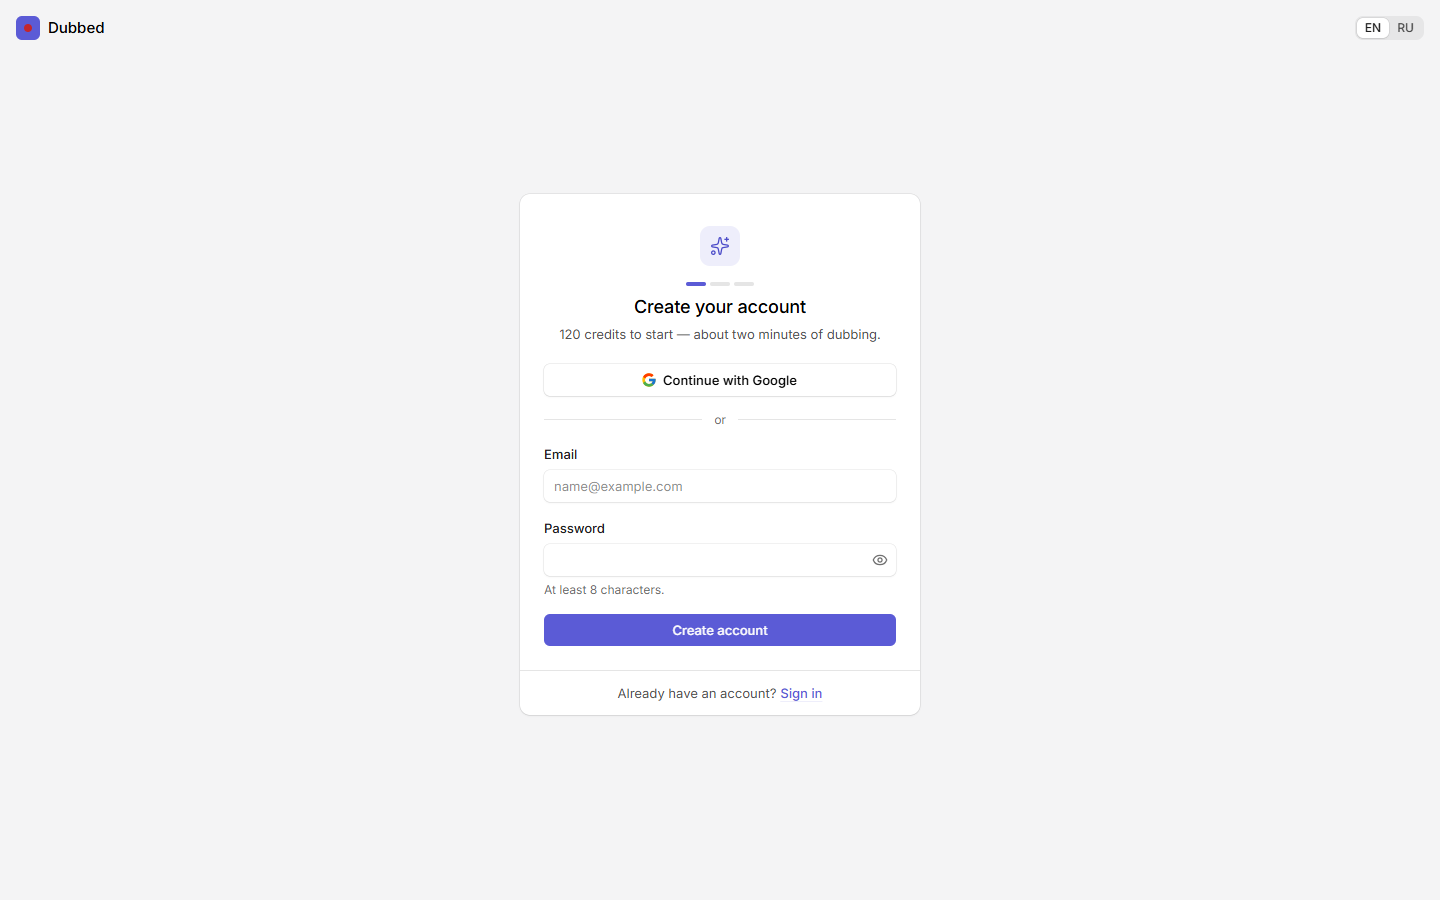 Dubbed
EN RU
Create your account
120 credits to start — about two minutes of dubbing.
Continue with Google
or
Email
name@example.com
Password
At least 8 characters.
Create account
Already have an account? Sign in